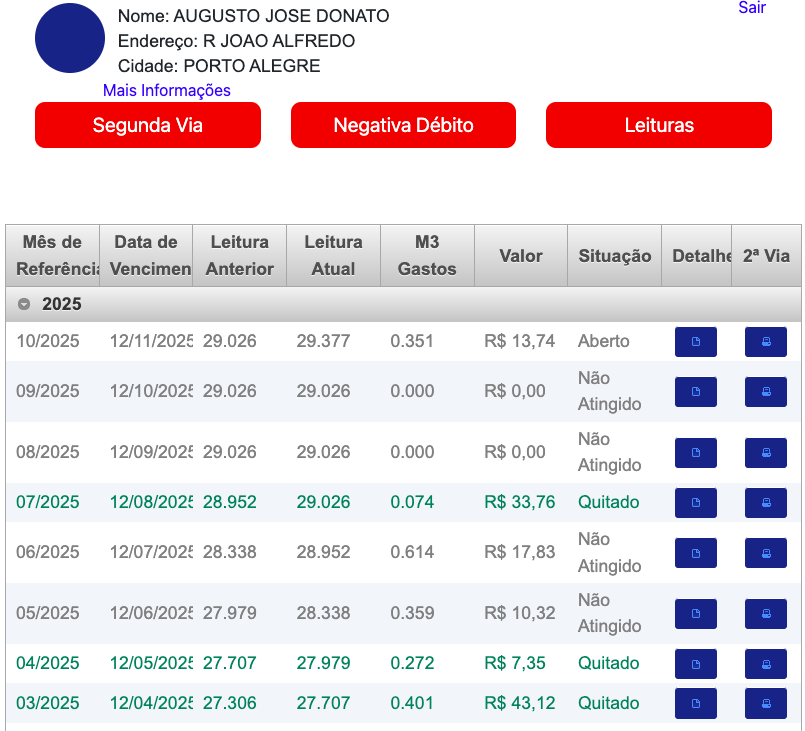 Nome: AUGUSTO JOSE DONATO
Sair
Endereço: R JOAO ALFREDO
Cidade: PORTO ALEGRE
Mais Informações
Segunda Via Negativa Débito Leituras
Mês de Referência Data de Vencimen Leitura Anterior Leitura Atual M3 Gastos Valor Situação Detalhe 2ª Via
2025
10/2025 12/11/2025 29.026 29.377 0.351 R$ 13,74 Aberto
09/2025 12/10/2025 29.026 29.026 0.000 R$ 0,00 Não Atingido
08/2025 12/09/2025 29.026 29.026 0.000 R$ 0,00 Não Atingido
07/2025 12/08/2025 28.952 29.026 0.074 R$ 33,76 Quitado
06/2025 12/07/2025 28.338 28.952 0.614 R$ 17,83 Não Atingido
05/2025 12/06/2025 27.979 28.338 0.359 R$ 10,32 Não Atingido
04/2025 12/05/2025 27.707 27.979 0.272 R$ 7,35 Quitado
03/2025 12/04/2025 27.306 27.707 0.401 R$ 43,12 Quitado